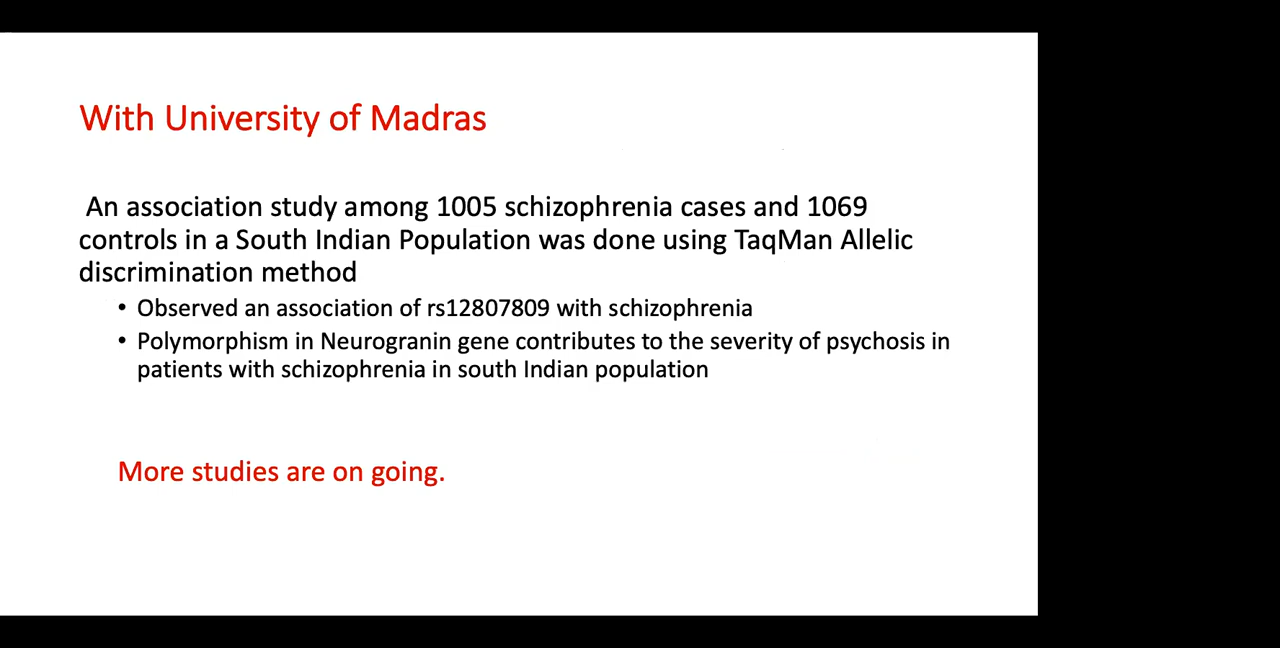 With University of Madras
An association study among 1005 schizophrenia cases and 1069
controls in a South Indian Population was done using TaqMan Allelic
discrimination method
• Observed an association of rs12807809 with schizophrenia
• Polymorphism in Neurogranin gene contributes to the severity of psychosis in
patients with schizophrenia in south Indian population
More studies are on going.